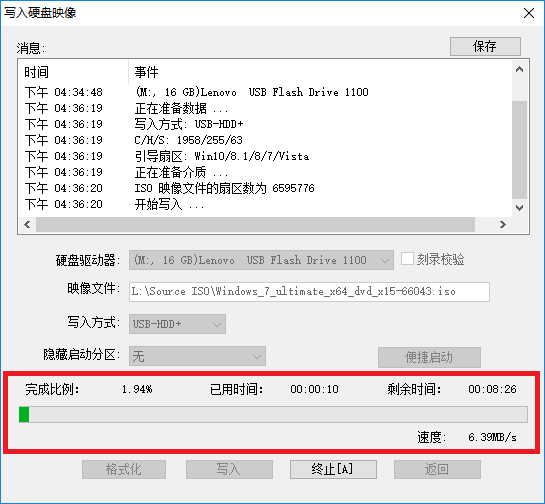 写入硬盘映像
消息:
保存
时间 事件
下午 04:34:48 (M:, 16 GB)Lenovo USB Flash Drive 1100
下午 04:36:19 正在准备数据 ...
下午 04:36:19 写入方式: USB-HDD+
下午 04:36:19 C/H/S: 1958/255/63
下午 04:36:19 引导扇区: Win10/8.1/8/7/Vista
下午 04:36:19 正在准备介质 ...
下午 04:36:20 ISO 映像文件的扇区数为 6595776
下午 04:36:20 开始写入 ...
硬盘驱动器: (M:, 16 GB)Lenovo USB Flash Drive 1100 刻录校验
映像文件: L:\Source ISO\Windows_7_ultimate_x64_dvd_x15-66043.iso
写入方式: USB-HDD+
隐藏启动分区: 无 便捷启动
完成比例: 1.94% 已用时间: 00:00:10 剩余时间: 00:08:26
速度: 6.39MB/s
格式化 写入 终止[A] 返回